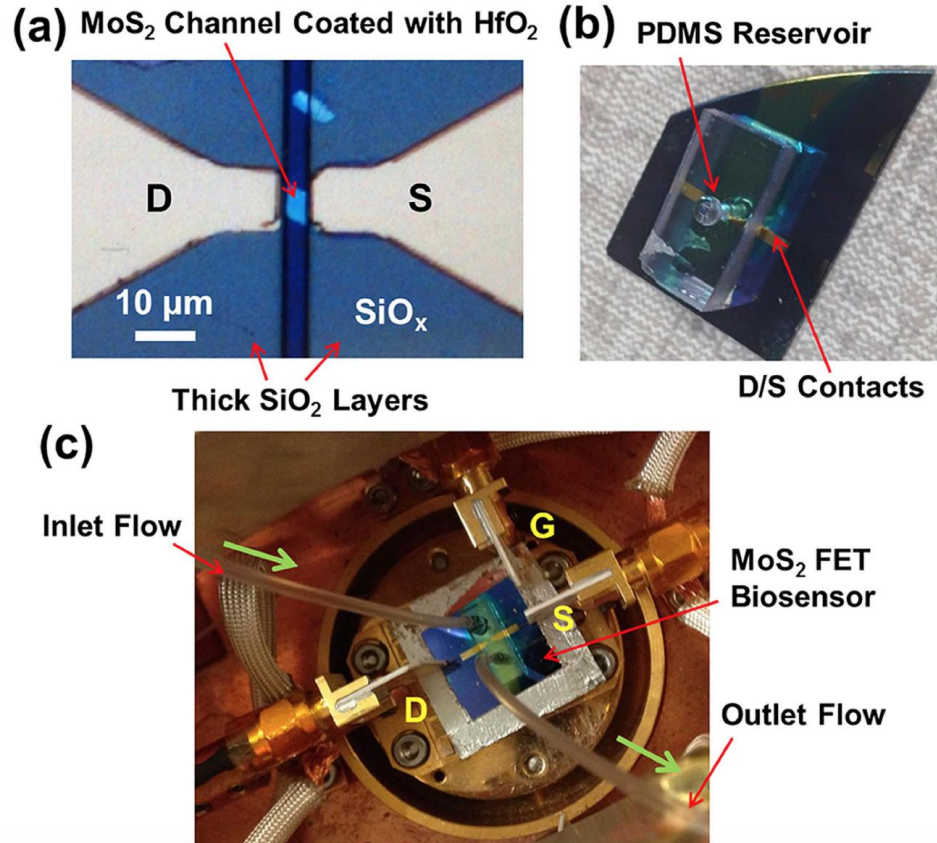 (a)
MoS₂ Channel Coated with HfO₂
D
S
10 µm
SiOₓ
Thick SiO₂ Layers
(b)
PDMS Reservoir
D/S Contacts
(c)
Inlet Flow
G
MoS₂ FET
Biosensor
S
D
Outlet Flow